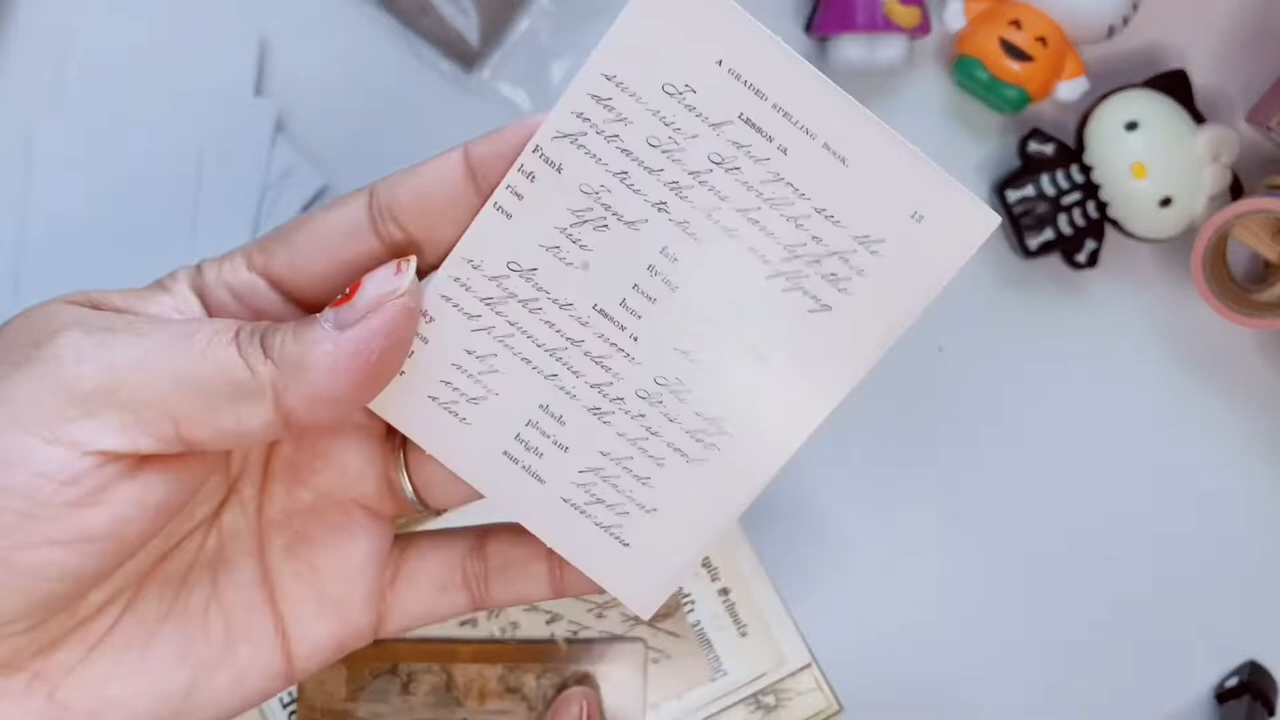 A GRADED SPELLING BOOK.
13
LESSON 13.
Frank, did you see the
sun rise? It will be a fair
day. The hens have left the
roost and the birds are flying
from tree to tree
Frank Frank fair
left left fly'ing
rise rise roost
tree tree hens
LESSON 14
Now it is noon. The sky
is bright and clear. It is hot
in the sunshine, but it is cool
and pleasant in the shade
sky shade shade
noon pleas'ant pleasant
cool bright bright
clear sun'shine sunshine
Schools